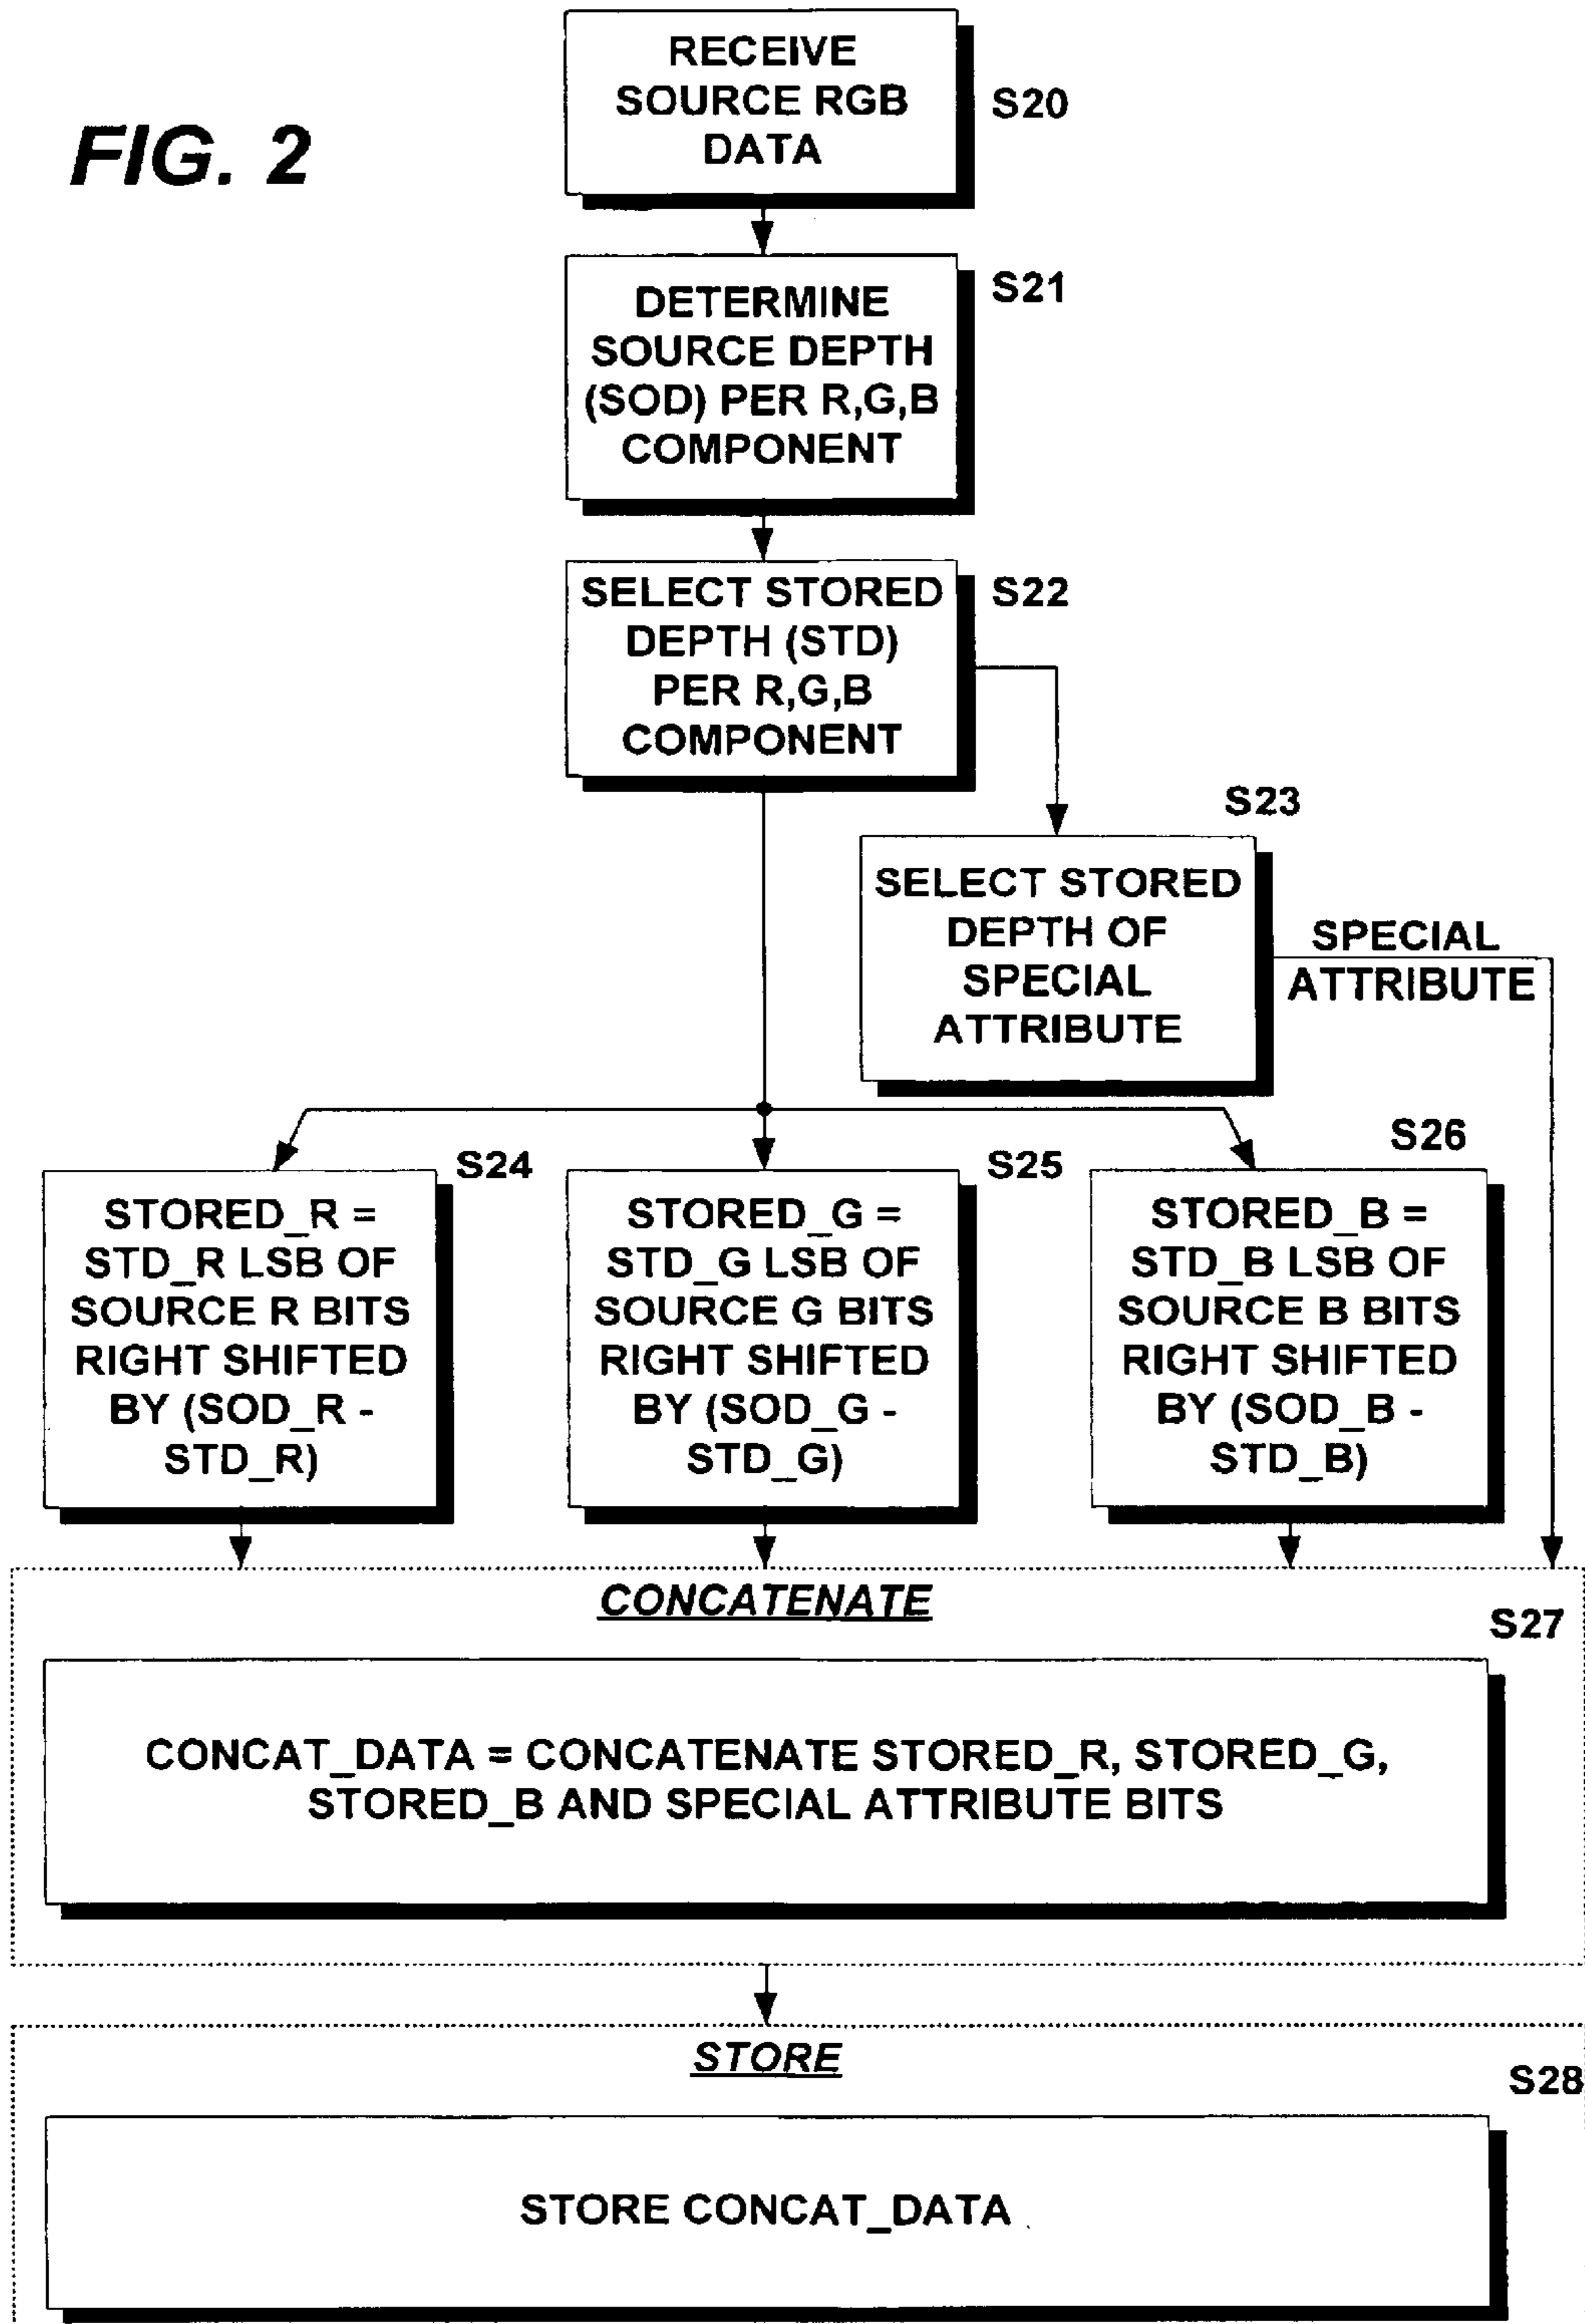 FIG. 2
RECEIVE
SOURCE RGB
DATA
S20
DETERMINE
SOURCE DEPTH
(SOD) PER R,G,B
COMPONENT
S21
SELECT STORED
DEPTH (STD)
PER R,G,B
COMPONENT
S22
S23
SELECT STORED
DEPTH OF
SPECIAL
ATTRIBUTE
SPECIAL
ATTRIBUTE
S24
STORED_R =
STD_R LSB OF
SOURCE R BITS
RIGHT SHIFTED
BY (SOD_R -
STD_R)
S25
STORED_G =
STD_G LSB OF
SOURCE G BITS
RIGHT SHIFTED
BY (SOD_G -
STD_G)
S26
STORED_B =
STD_B LSB OF
SOURCE B BITS
RIGHT SHIFTED
BY (SOD_B -
STD_B)
CONCATENATE
S27
CONCAT_DATA = CONCATENATE STORED_R, STORED_G,
STORED_B AND SPECIAL ATTRIBUTE BITS
STORE
S28
STORE CONCAT_DATA